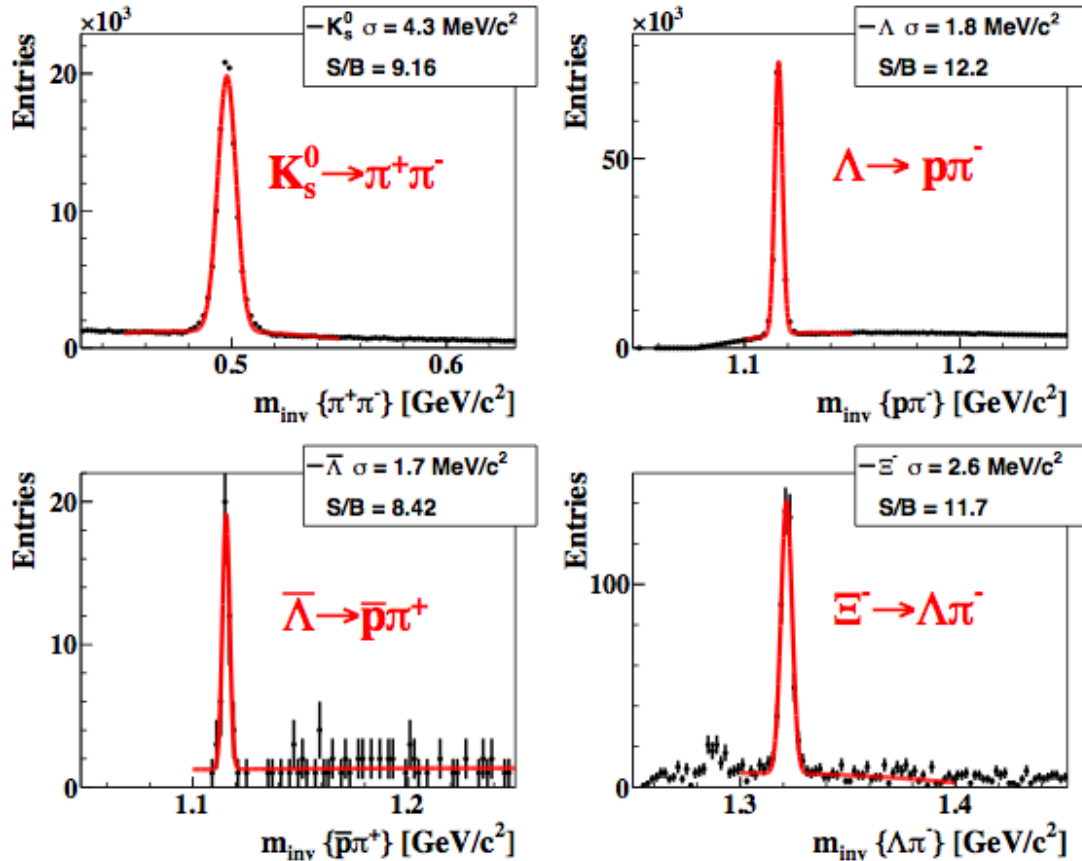 ×10³
Entries
20
10
0
0.5
0.6
m_inv {π⁺π⁻} [GeV/c²]
K⁰_s σ = 4.3 MeV/c²
S/B = 9.16
K⁰_s→π⁺π⁻
×10³
Entries
50
0
1.1
1.2
m_inv {pπ⁻} [GeV/c²]
Λ σ = 1.8 MeV/c²
S/B = 12.2
Λ→ pπ⁻
Entries
20
10
0
1.1
1.2
m_inv {p̅π⁺} [GeV/c²]
Λ̅ σ = 1.7 MeV/c²
S/B = 8.42
Λ̅→p̅π⁺
Entries
100
0
1.3
1.4
m_inv {Λπ⁻} [GeV/c²]
Ξ⁻ σ = 2.6 MeV/c²
S/B = 11.7
Ξ⁻→Λπ⁻